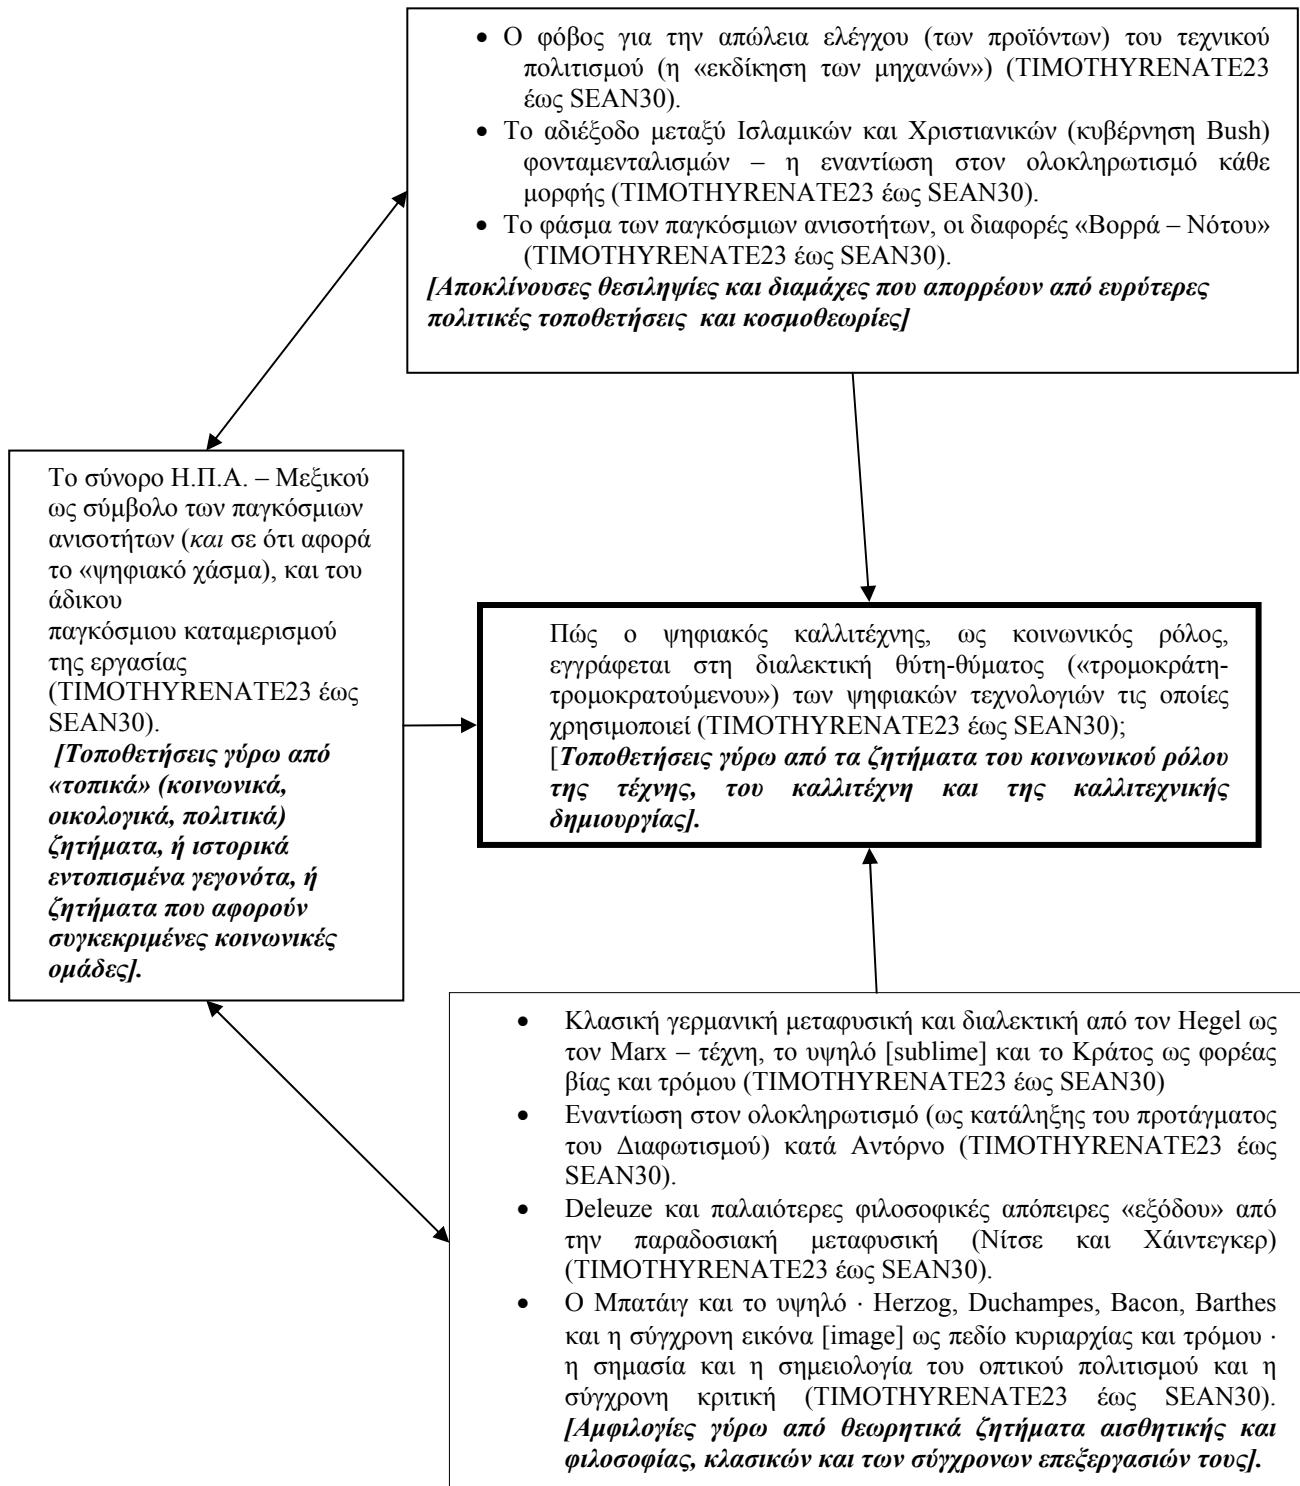 • Ο φόβος για την απώλεια ελέγχου (των προϊόντων) του τεχνικού
πολιτισμού (η «εκδίκηση των μηχανών») (TIMOTHYRENATE23
έως SEAN30).
• Το αδιέξοδο μεταξύ Ισλαμικών και Χριστιανικών (κυβέρνηση Bush)
φονταμενταλισμών – η εναντίωση στον ολοκληρωτισμό κάθε
μορφής (TIMOTHYRENATE23 έως SEAN30).
• Το φάσμα των παγκόσμιων ανισοτήτων, οι διαφορές «Βορρά – Νότου»
(TIMOTHYRENATE23 έως SEAN30).
[Αποκλίνουσες θεσιληψίες και διαμάχες που απορρέουν από ευρύτερες
πολιτικές τοποθετήσεις και κοσμοθεωρίες]
Το σύνορο Η.Π.Α. – Μεξικού
ως σύμβολο των παγκόσμιων
ανισοτήτων (και σε ότι αφορά
το «ψηφιακό χάσμα), και του
άδικου
παγκόσμιου καταμερισμού
της εργασίας
(TIMOTHYRENATE23 έως
SEAN30).
[Τοποθετήσεις γύρω από
«τοπικά» (κοινωνικά,
οικολογικά, πολιτικά)
ζητήματα, ή ιστορικά
εντοπισμένα γεγονότα, ή
ζητήματα που αφορούν
συγκεκριμένες κοινωνικές
ομάδες].
Πώς ο ψηφιακός καλλιτέχνης, ως κοινωνικός ρόλος,
εγγράφεται στη διαλεκτική θύτη-θύματος («τρομοκράτη-
τρομοκρατούμενου») των ψηφιακών τεχνολογιών τις οποίες
χρησιμοποιεί (TIMOTHYRENATE23 έως SEAN30);
[Τοποθετήσεις γύρω από τα ζητήματα του κοινωνικού ρόλου
της τέχνης, του καλλιτέχνη και της καλλιτεχνικής
δημιουργίας].
• Κλασική γερμανική μεταφυσική και διαλεκτική από τον Hegel ως
τον Marx – τέχνη, το υψηλό [sublime] και το Κράτος ως φορέας
βίας και τρόμου (TIMOTHYRENATE23 έως SEAN30)
• Εναντίωση στον ολοκληρωτισμό (ως κατάληξης του προτάγματος
του Διαφωτισμού) κατά Αντόρνο (TIMOTHYRENATE23 έως
SEAN30).
• Deleuze και παλαιότερες φιλοσοφικές απόπειρες «εξόδου» από
την παραδοσιακή μεταφυσική (Νίτσε και Χάιντεγκερ)
(TIMOTHYRENATE23 έως SEAN30).
• Ο Μπατάιγ και το υψηλό · Herzog, Duchampes, Bacon, Barthes
και η σύγχρονη εικόνα [image] ως πεδίο κυριαρχίας και τρόμου ·
η σημασία και η σημειολογία του οπτικού πολιτισμού και η
σύγχρονη κριτική (TIMOTHYRENATE23 έως SEAN30).
[Αμφιλογίες γύρω από θεωρητικά ζητήματα αισθητικής και
φιλοσοφίας, κλασικών και των σύγχρονων επεξεργασιών τους].